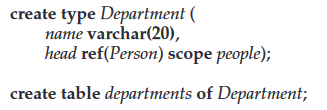 create type Department (
name varchar(20),
head ref(Person) scope people);
create table departments of Department;